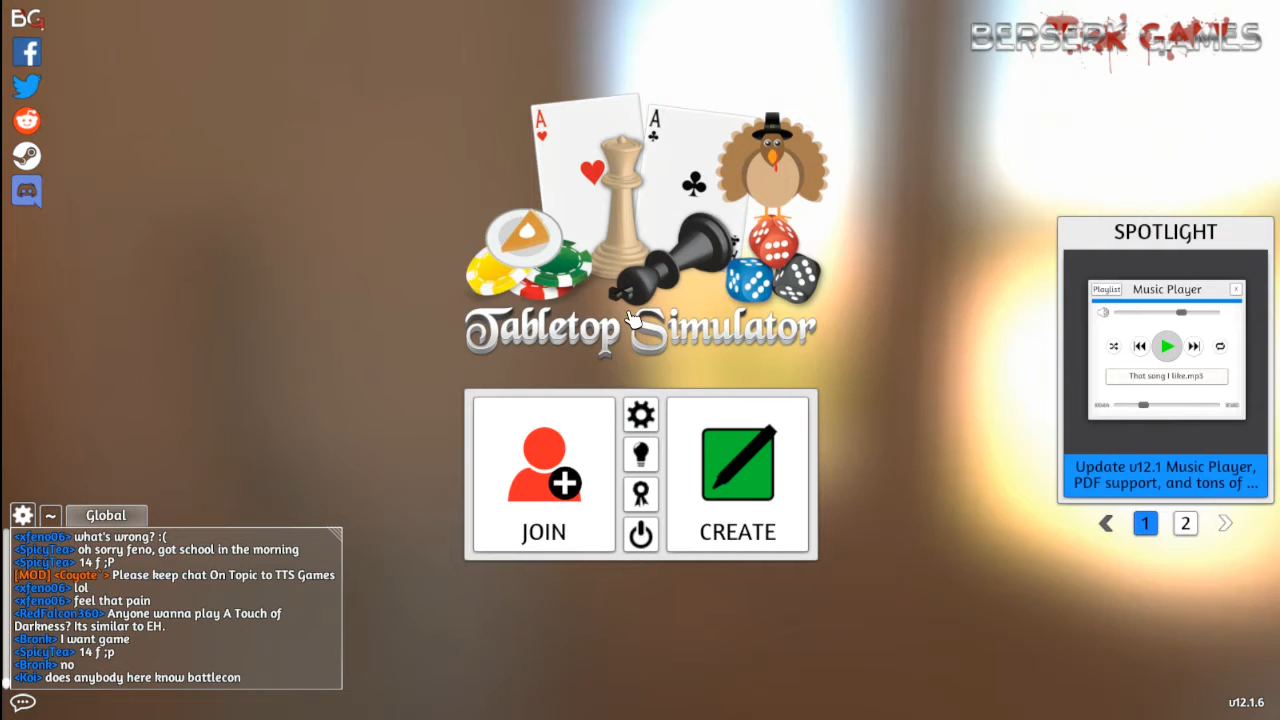 BG
BERSERK GAMES
A
A
Tabletop Simulator
SPOTLIGHT
Playlist
Music Player
x
That song I like.mp3
Update v12.1 Music Player,
PDF support, and tons of ...
1
2
JOIN
CREATE
~
Global
<xfeno06> what's wrong? :(
<SpicyTea> oh sorry feno, got school in the morning
<SpicyTea> 14 f ;P
[MOD] <Coyote™> Please keep chat On Topic to TTS Games
<xfeno06> lol
<xfeno06> feel that pain
<RedFalcon360> Anyone wanna play A Touch of
Darkness? Its similar to EH.
<Bronk> I want game
<SpicyTea> 14 f ;p
<Bronk> no
<Koi> does anybody here know battlecon
v12.1.6